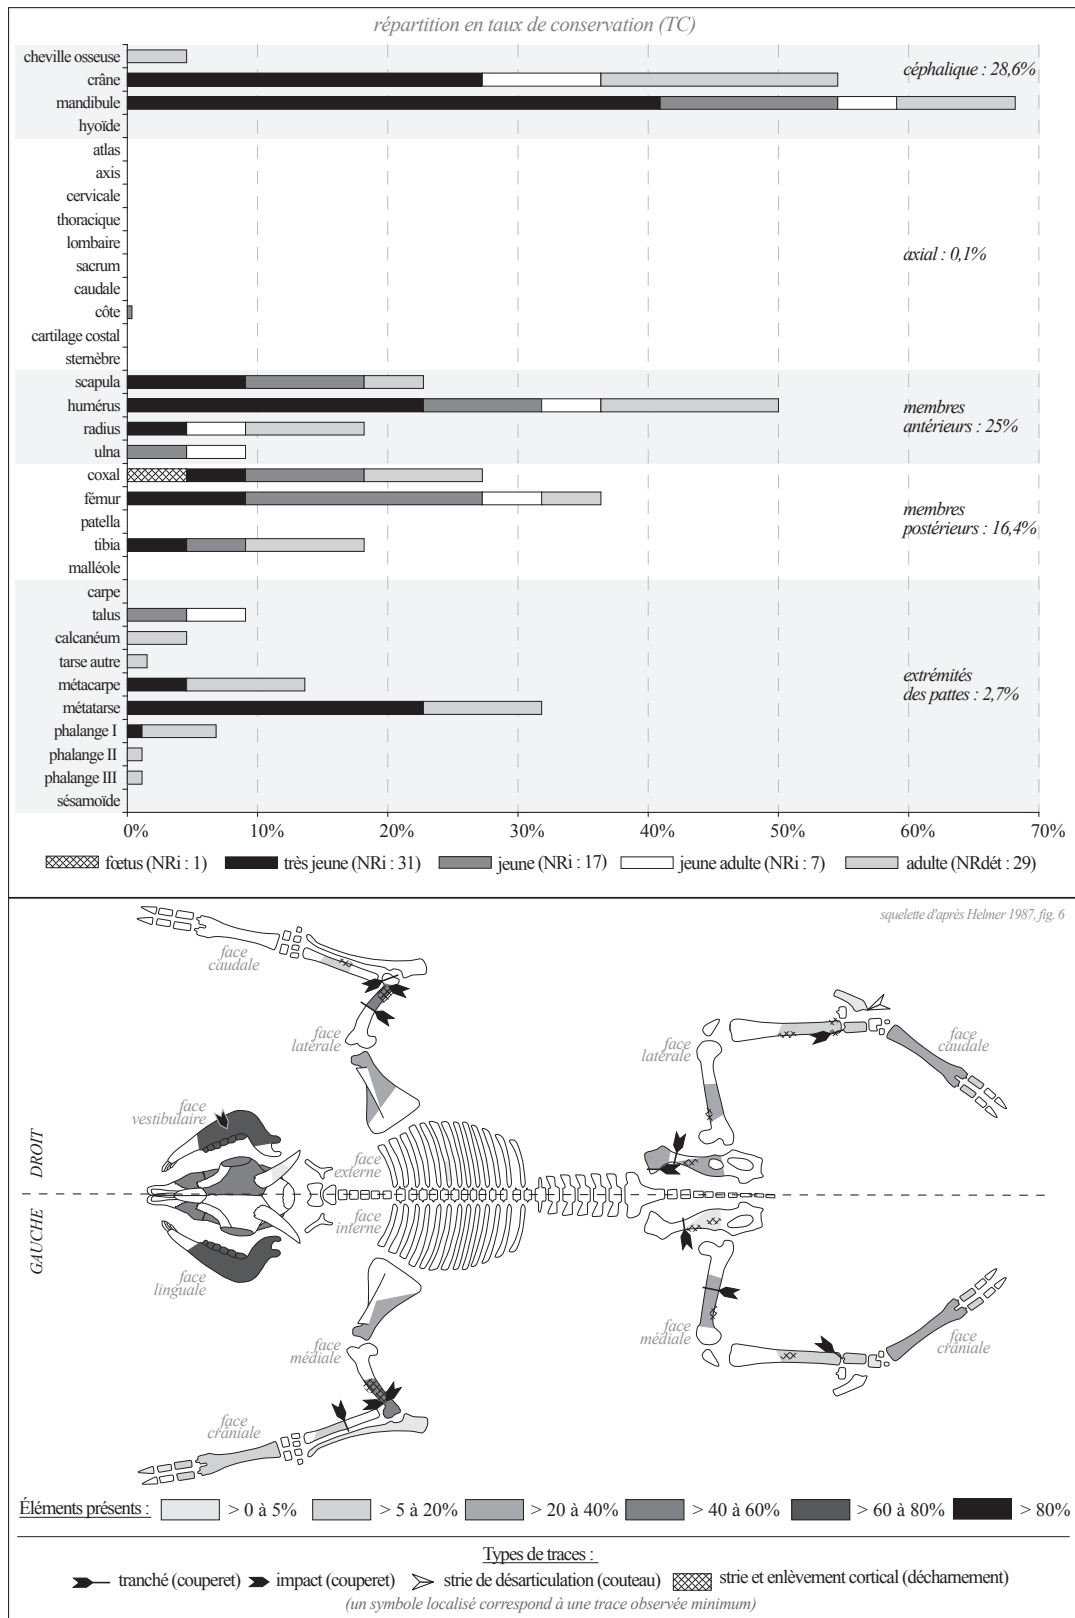 répartition en taux de conservation (TC)
cheville osseuse
crâne
mandibule
hyoïde
céphalique : 28,6%
atlas
axis
cervicale
thoracique
lombaire
sacrum
caudale
côte
cartilage costal
sternèbre
axial : 0,1%
scapula
humérus
radius
ulna
membres
antérieurs : 25%
coxal
fémur
patella
tibia
malléole
membres
postérieurs : 16,4%
carpe
talus
calcanéum
tarse autre
métacarpe
métatarse
phalange I
phalange II
phalange III
sésamoïde
extrémités
des pattes : 2,7%
0% 10% 20% 30% 40% 50% 60% 70%
fœtus (NRi : 1) très jeune (NRi : 31) jeune (NRi : 17) jeune adulte (NRi : 7) adulte (NRdét : 29)
squelette d'après Helmer 1987, fig. 6
face
caudale
face
latérale
face
latérale
face
caudale
face
vestibulaire
face
externe
DROIT
GAUCHE
face
interne
face
linguale
face
médiale
face
médiale
face
crâniale
face
crâniale
Éléments présents : > 0 à 5% > 5 à 20% > 20 à 40% > 40 à 60% > 60 à 80% > 80%
Types de traces :
tranché (couperet) impact (couperet) strie de désarticulation (couteau) strie et enlèvement cortical (décharnement)
(un symbole localisé correspond à une trace observée minimum)